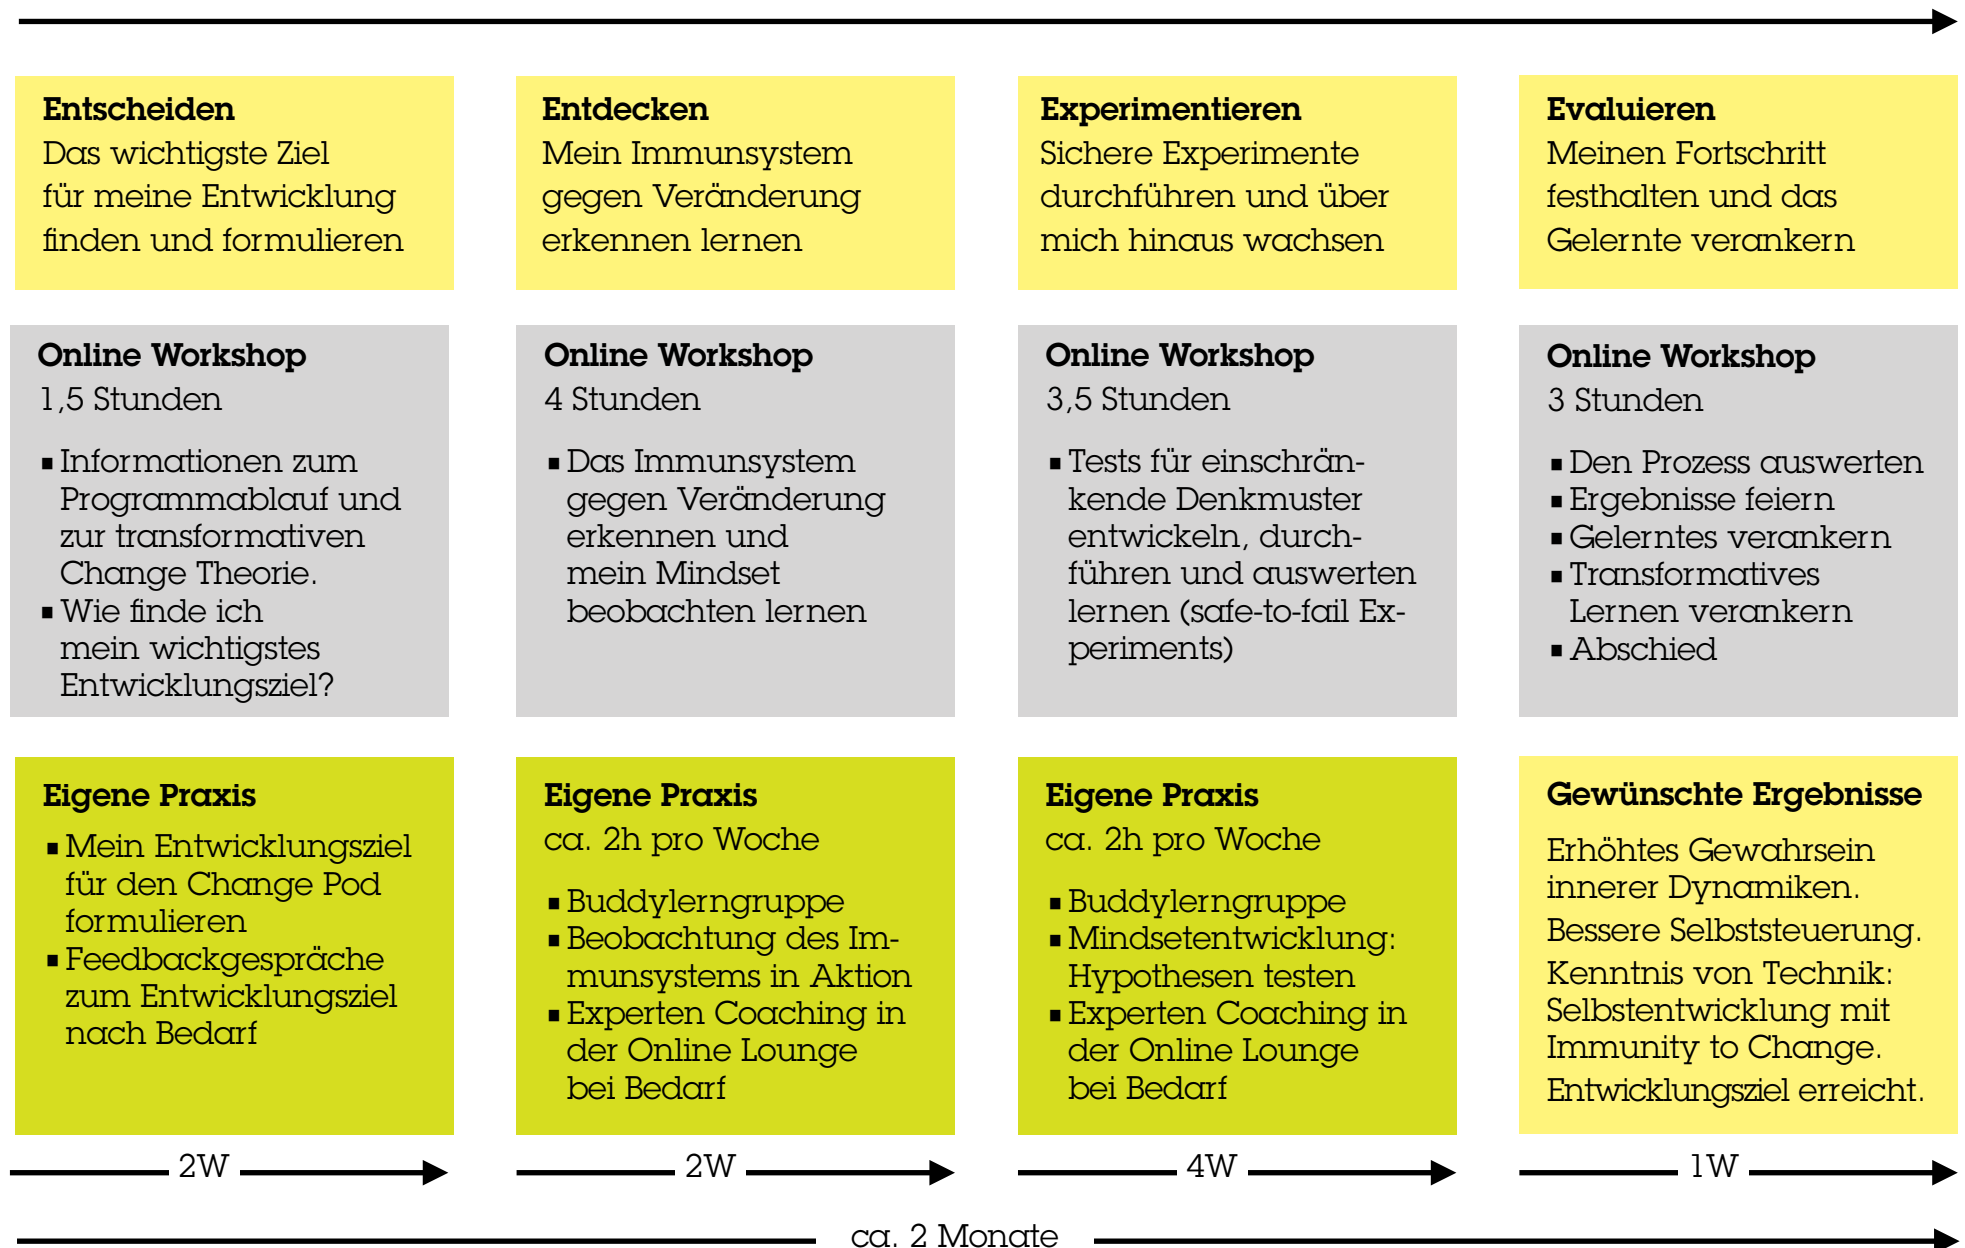 Entscheiden
Das wichtigste Ziel
für meine Entwicklung
finden und formulieren
Entdecken
Mein Immunsystem
gegen Veränderung
erkennen lernen
Experimentieren
Sichere Experimente
durchführen und über
mich hinaus wachsen
Evaluieren
Meinen Fortschritt
festhalten und das
Gelernte verankern
Online Workshop
1,5 Stunden
▪ Informationen zum
Programmablauf und
zur transformativen
Change Theorie.
▪ Wie finde ich
mein wichtigstes
Entwicklungsziel?
Online Workshop
4 Stunden
▪ Das Immunsystem
gegen Veränderung
erkennen und
mein Mindset
beobachten lernen
Online Workshop
3,5 Stunden
▪ Tests für einschrän-
kende Denkmuster
entwickeln, durch-
führen und auswerten
lernen (safe-to-fail Ex-
periments)
Online Workshop
3 Stunden
▪ Den Prozess auswerten
▪ Ergebnisse feiern
▪ Gelerntes verankern
▪ Transformatives
Lernen verankern
▪ Abschied
Eigene Praxis
▪ Mein Entwicklungsziel
für den Change Pod
formulieren
▪ Feedbackgespräche
zum Entwicklungsziel
nach Bedarf
Eigene Praxis
ca. 2h pro Woche
▪ Buddylerngruppe
▪ Beobachtung des Im-
munsystems in Aktion
▪ Experten Coaching in
der Online Lounge
bei Bedarf
Eigene Praxis
ca. 2h pro Woche
▪ Buddylerngruppe
▪ Mindsetentwicklung:
Hypothesen testen
▪ Experten Coaching in
der Online Lounge
bei Bedarf
Gewünschte Ergebnisse
Erhöhtes Gewahrsein
innerer Dynamiken.
Bessere Selbststeuerung.
Kenntnis von Technik:
Selbstentwicklung mit
Immunity to Change.
Entwicklungsziel erreicht.
2W
2W
4W
1W
ca. 2 Monate